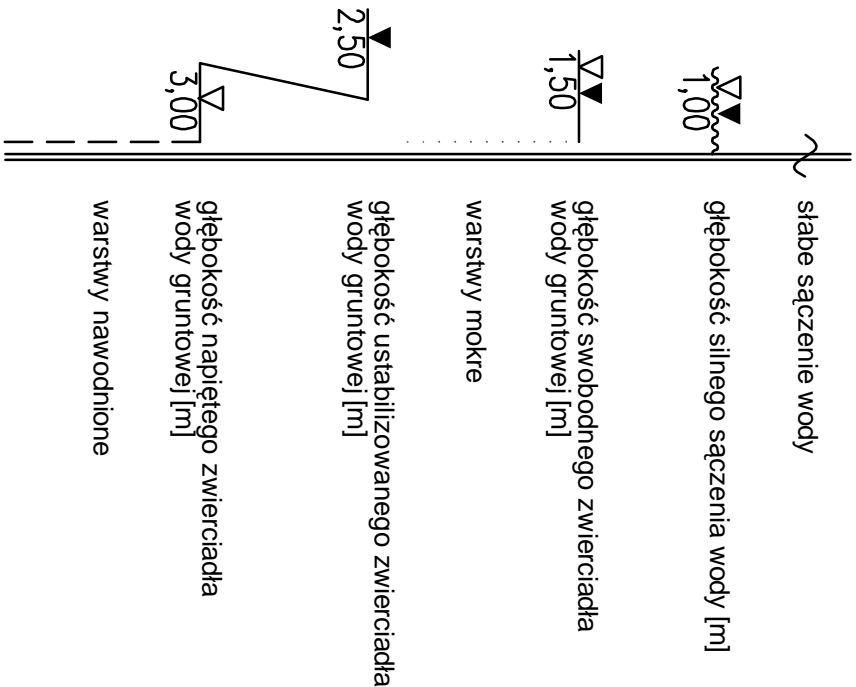 słabe sączenie wody
1,00
głębokość silnego sączenia wody [m]
1,50
głębokość swobodnego zwierciadła
wody gruntowej [m]
warstwy mokre
2,50
głębokość ustabilizowanego zwierciadła
wody gruntowej [m]
3,00
głębokość napiętego zwierciadła
wody gruntowej [m]
warstwy nawodnione